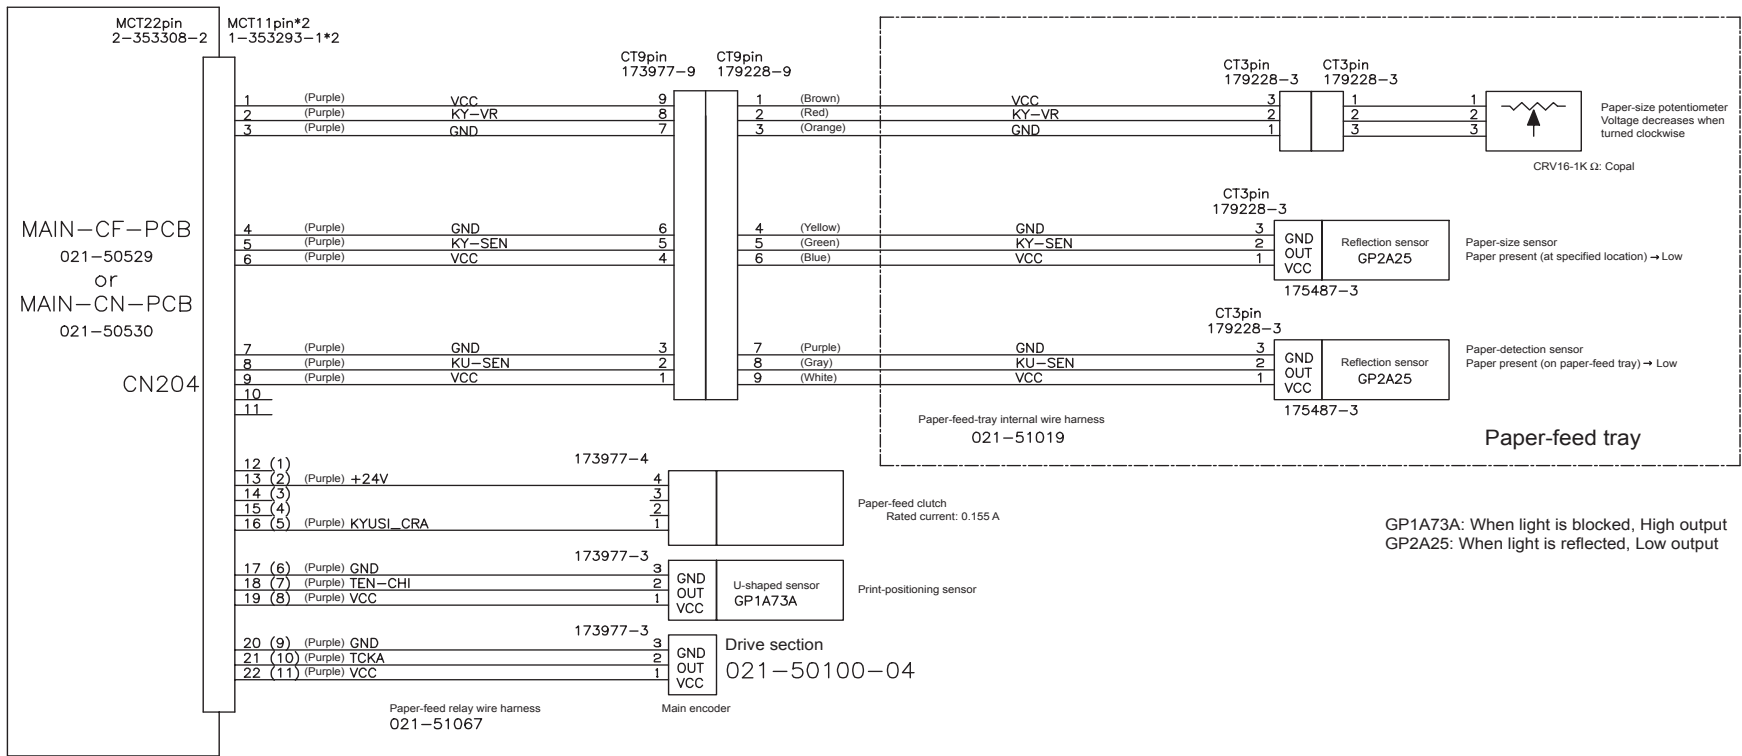 MCT22pin
2-353308-2
MCT11pin*2
1-353293-1*2
CT9pin
173977-9
CT9pin
179228-9
CT3pin
179228-3
CT3pin
179228-3
1 (Purple) VCC 9
2 (Purple) KY-VR 8
3 (Purple) GND 7
1 (Brown) VCC 3
2 (Red) KY-VR 2
3 (Orange) GND 1
1 1
2 2
3 3
Paper-size potentiometer
Voltage decreases when
turned clockwise
CRV16-1K Ω: Copal
MAIN-CF-PCB
021-50529
or
MAIN-CN-PCB
021-50530
CN204
4 (Purple) GND 6
5 (Purple) KY-SEN 5
6 (Purple) VCC 4
4 (Yellow) GND 3
5 (Green) KY-SEN 2
6 (Blue) VCC 1
CT3pin
179228-3
GND
OUT
VCC
Reflection sensor
GP2A25
175487-3
Paper-size sensor
Paper present (at specified location) → Low
7 (Purple) GND 3
8 (Purple) KU-SEN 2
9 (Purple) VCC 1
10
11
7 (Purple) GND 3
8 (Gray) KU-SEN 2
9 (White) VCC 1
CT3pin
179228-3
GND
OUT
VCC
Reflection sensor
GP2A25
175487-3
Paper-detection sensor
Paper present (on paper-feed tray) → Low
Paper-feed-tray internal wire harness
021-51019
Paper-feed tray
12 (1)
13 (2) (Purple) +24V 4
14 (3) 3
15 (4) 2
16 (5) (Purple) KYUSI_CRA 1
173977-4
Paper-feed clutch
Rated current: 0.155 A
GP1A73A: When light is blocked, High output
GP2A25: When light is reflected, Low output
173977-3
17 (6) (Purple) GND 3
18 (7) (Purple) TEN-CHI 2
19 (8) (Purple) VCC 1
GND
OUT
VCC
U-shaped sensor
GP1A73A
Print-positioning sensor
173977-3
20 (9) (Purple) GND 3
21 (10) (Purple) TCKA 2
22 (11) (Purple) VCC 1
GND
OUT
VCC
Drive section
021-50100-04
Main encoder
Paper-feed relay wire harness
021-51067